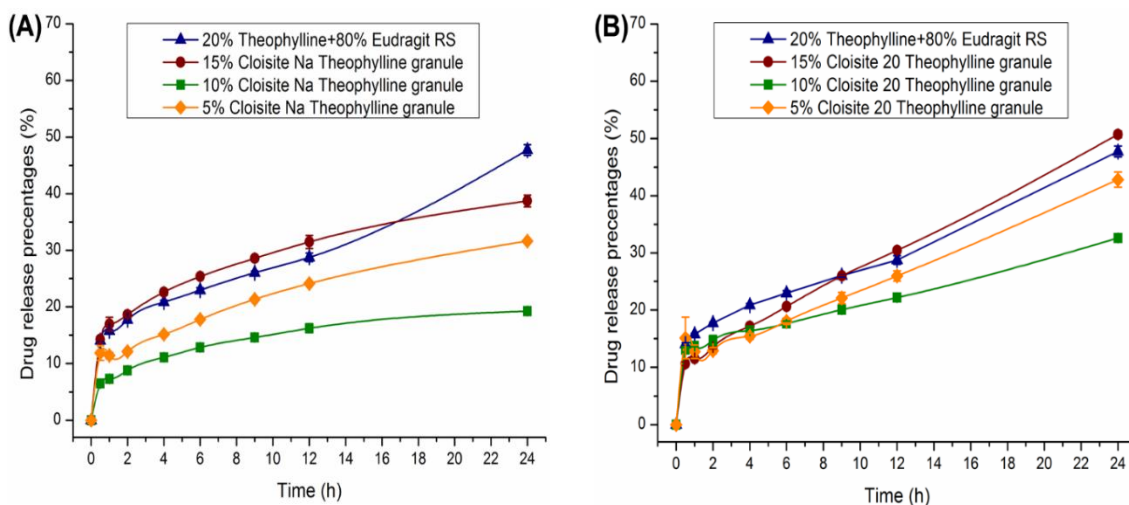 (A)
20% Theophylline+80% Eudragit RS
15% Cloisite Na Theophylline granule
10% Cloisite Na Theophylline granule
5% Cloisite Na Theophylline granule
Drug release precentages (%)
70
60
50
40
30
20
10
0
0 2 4 6 8 10 12 14 16 18 20 22 24
Time (h)
(B)
20% Theophylline+80% Eudragit RS
15% Cloisite 20 Theophylline granule
10% Cloisite 20 Theophylline granule
5% Cloisite 20 Theophylline granule
Drug release precentages (%)
70
60
50
40
30
20
10
0
0 2 4 6 8 10 12 14 16 18 20 22 24
Time (h)